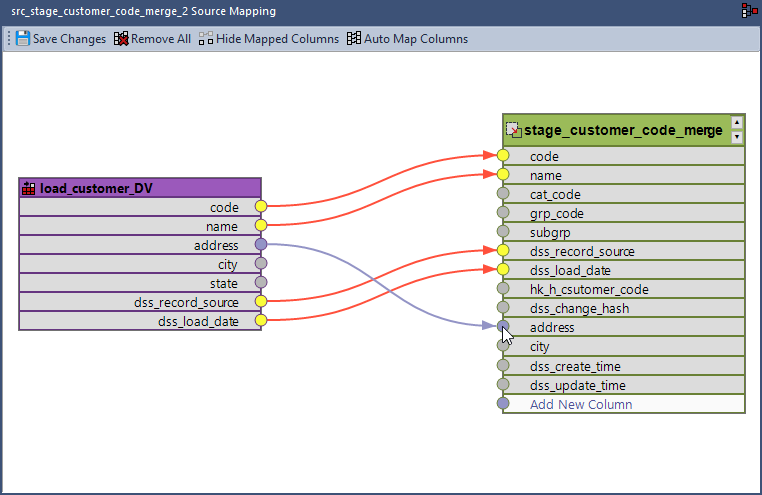 src_stage_customer_code_merge_2 Source Mapping
Save Changes Remove All Hide Mapped Columns Auto Map Columns
load_customer_DV
code
name
address
city
state
dss_record_source
dss_load_date
stage_customer_code_merge
code
name
cat_code
grp_code
subgrp
dss_record_source
dss_load_date
hk_h_csutomer_code
dss_change_hash
address
city
dss_create_time
dss_update_time
Add New Column